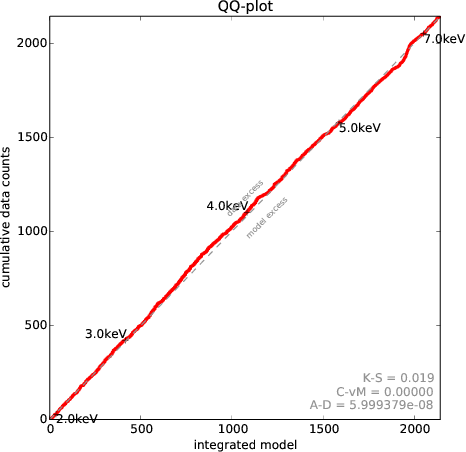 QQ-plot
2000
7.0keV
1500
5.0keV
data excess
4.0keV
model excess
1000
cumulative data counts
500
3.0keV
K-S = 0.019
C-vM = 0.00000
A-D = 5.999379e-08
0
2.0keV
0 500 1000 1500 2000
integrated model